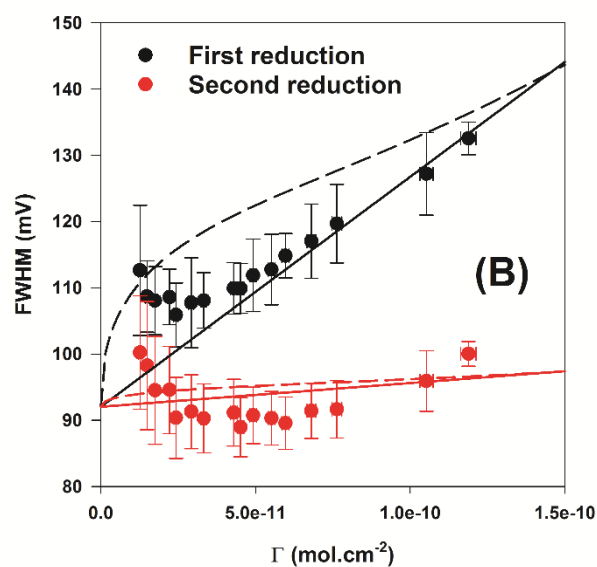 150
First reduction
Second reduction
140
130
120
110
100
90
80
FWHM (mV)
(B)
0.0 5.0e-11 1.0e-10 1.5e-10
Γ (mol.cm-2)